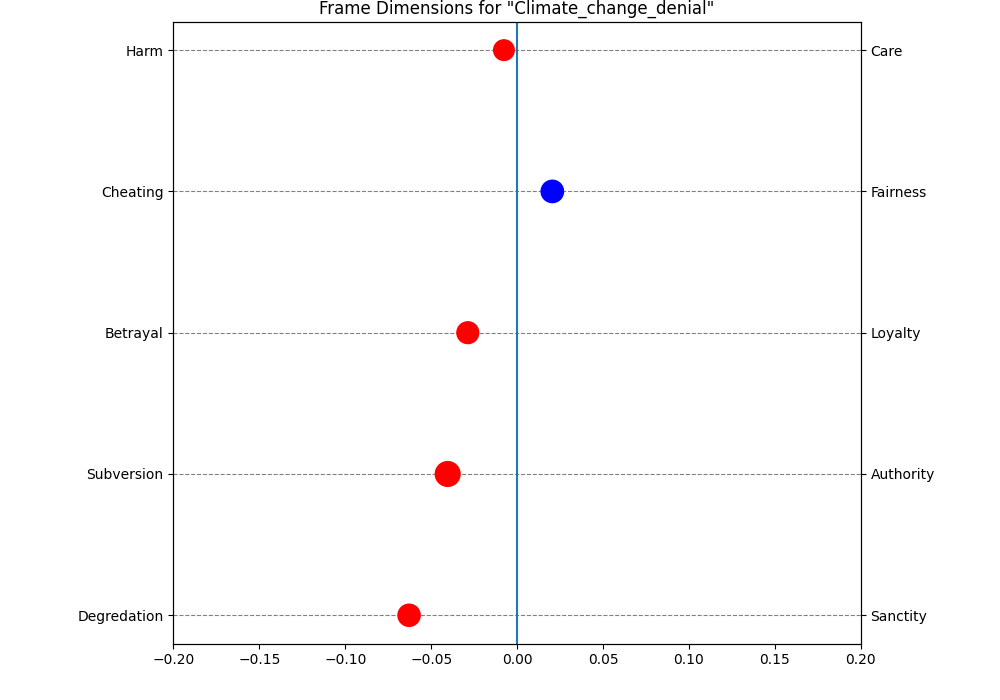 Frame Dimensions for "Climate_change_denial"
Harm Care
Cheating Fairness
Betrayal Loyalty
Subversion Authority
Degredation Sanctity
−0.20 −0.15 −0.10 −0.05 0.00 0.05 0.10 0.15 0.20